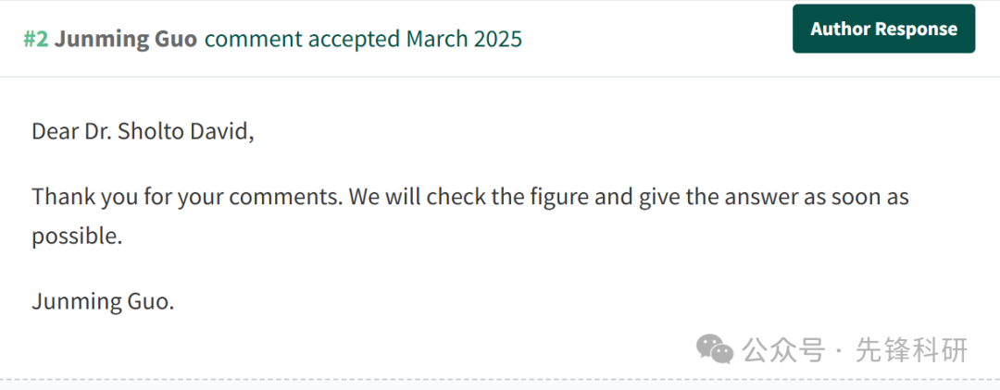 #2 Junming Guo comment accepted March 2025
Author Response
Dear Dr. Sholto David,
Thank you for your comments. We will check the figure and give the answer as soon as
possible.
Junming Guo.
公众号 · 先锋科研